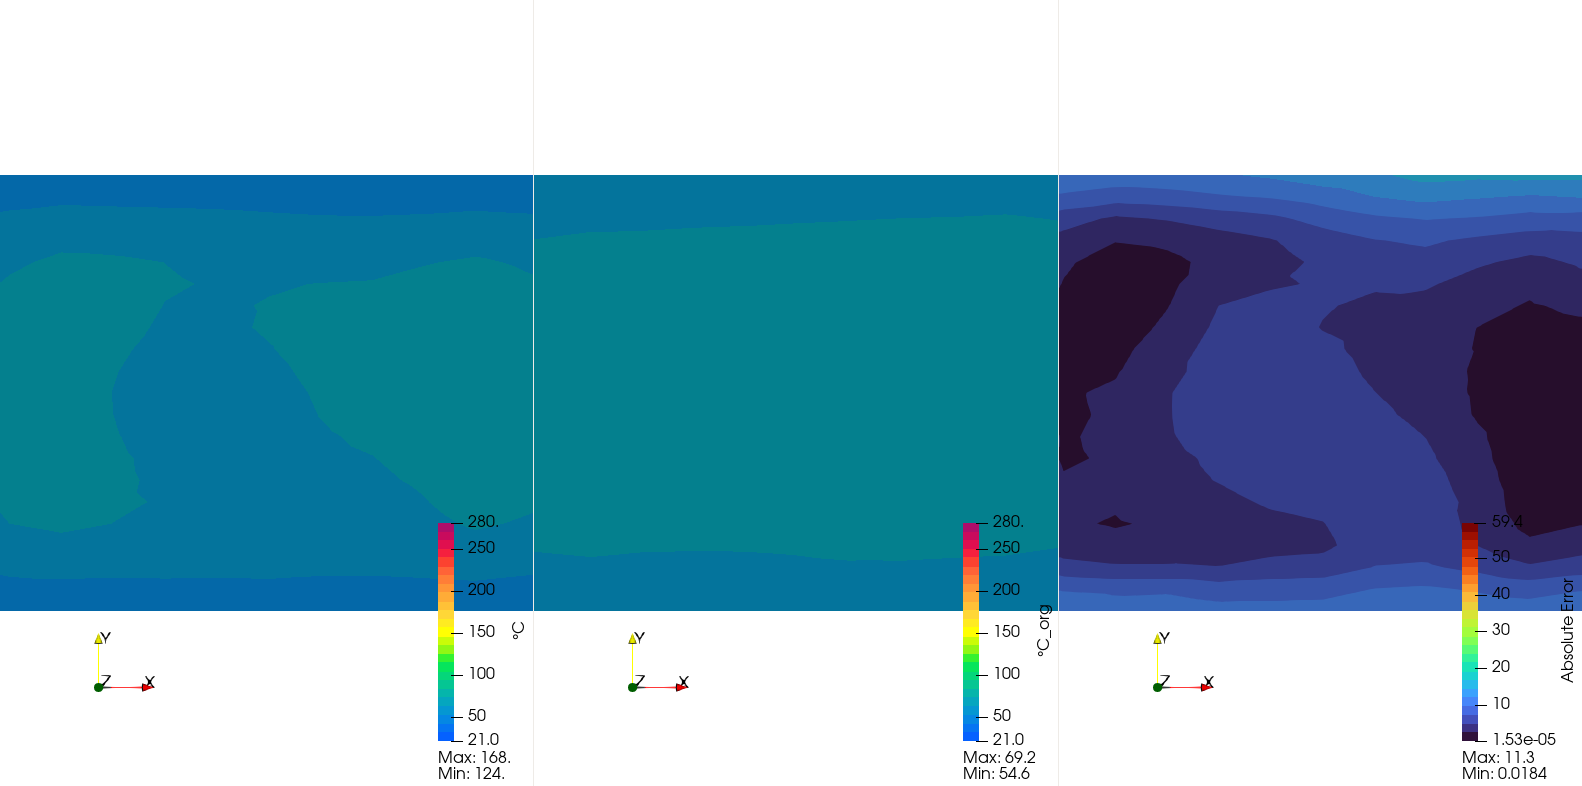 280.
250
200
150
100
50
21.0
°C
Max: 168.
Min: 124.
Y
Z
X
280.
250
200
150
100
50
21.0
°C_org
Max: 69.2
Min: 54.6
Y
Z
X
59.4
50
40
30
20
10
1.53e-05
Absolute Error
Max: 11.3
Min: 0.0184
Y
Z
X